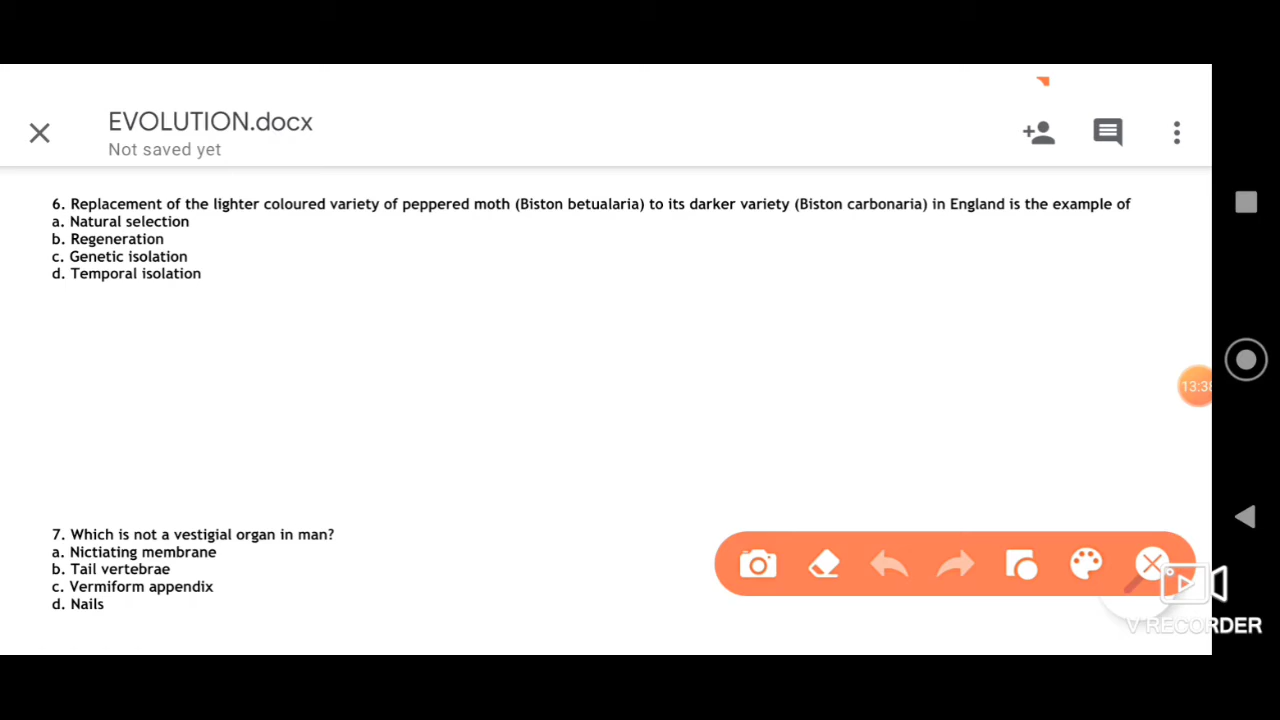 EVOLUTION.docx
Not saved yet
6. Replacement of the lighter coloured variety of peppered moth (Biston betualaria) to its darker variety (Biston carbonaria) in England is the example of
a. Natural selection
b. Regeneration
c. Genetic isolation
d. Temporal isolation
13:38
7. Which is not a vestigial organ in man?
a. Nictiating membrane
b. Tail vertebrae
c. Vermiform appendix
d. Nails
V RECORDER